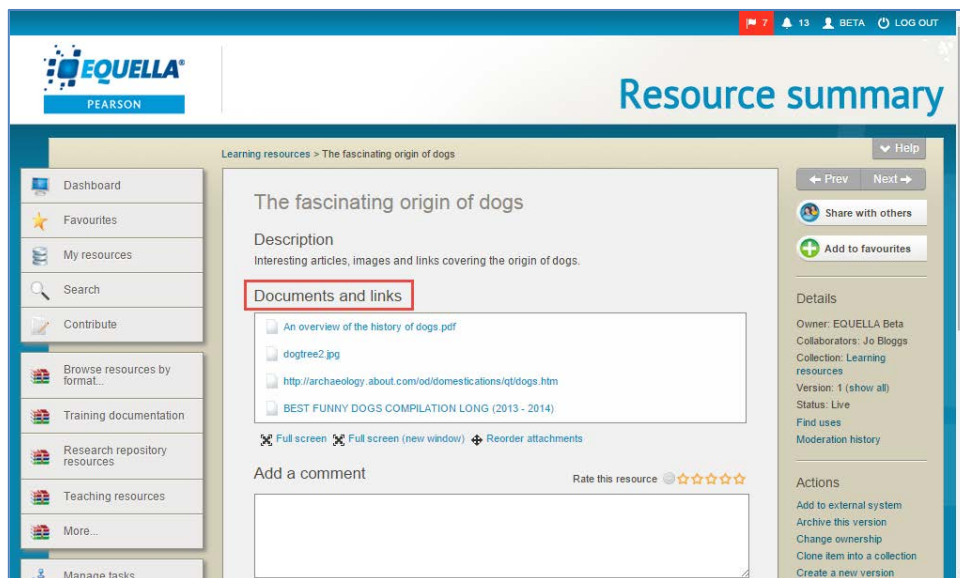 7 13 BETA LOG OUT
EQUELLA®
PEARSON
Resource summary
Learning resources > The fascinating origin of dogs
Help
Dashboard
Favourites
My resources
Search
Contribute
Browse resources by
format...
Training documentation
Research repository
resources
Teaching resources
More...
Manage tasks
The fascinating origin of dogs
Description
Interesting articles, images and links covering the origin of dogs.
Documents and links
An overview of the history of dogs.pdf
dogtree2.jpg
http://archaeology.about.com/od/domestications/qt/dogs.htm
BEST FUNNY DOGS COMPILATION LONG (2013 - 2014)
Full screen Full screen (new window) Reorder attachments
Add a comment
Rate this resource
Prev Next
Share with others
Add to favourites
Details
Owner: EQUELLA Beta
Collaborators: Jo Bloggs
Collection: Learning
resources
Version: 1 (show all)
Status: Live
Find uses
Moderation history
Actions
Add to external system
Archive this version
Change ownership
Clone item into a collection
Create a new version